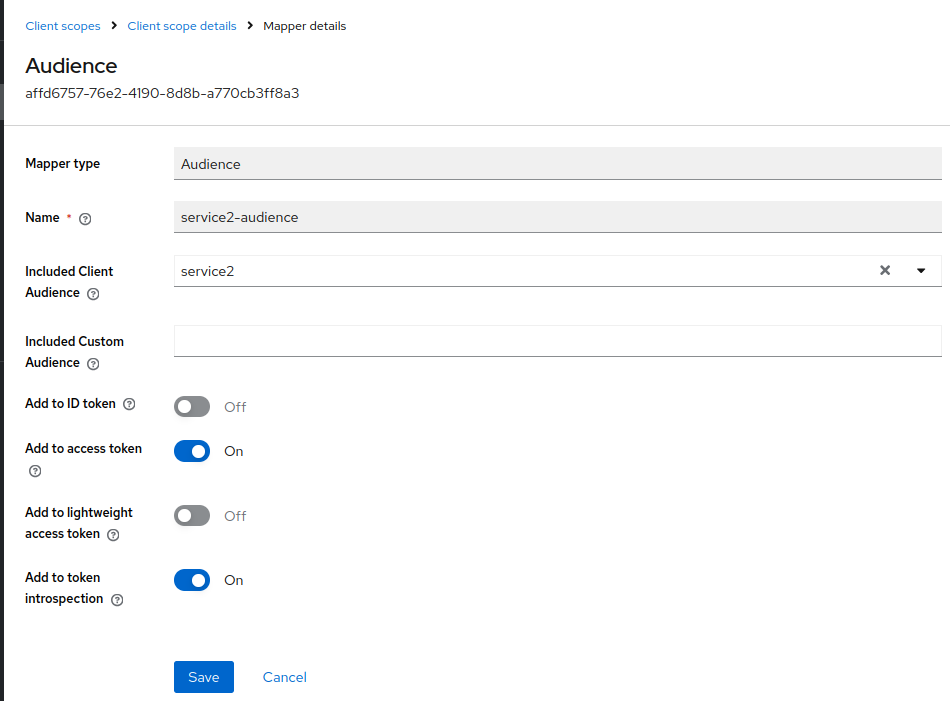 Client scopes > Client scope details > Mapper details
Audience
affd6757-76e2-4190-8d8b-a770cb3ff8a3
Mapper type
Audience
Name *
service2-audience
Included Client
Audience
service2
Included Custom
Audience
Add to ID token
Off
Add to access token
On
Add to lightweight
access token
Off
Add to token
introspection
On
Save Cancel